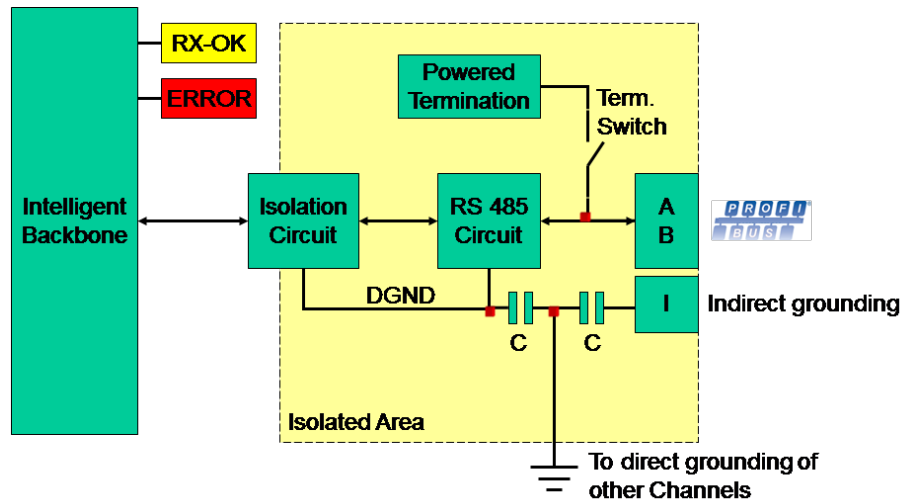 RX-OK
ERROR
Powered
Termination
Term.
Switch
Intelligent
Backbone
Isolation
Circuit
RS 485
Circuit
A
B
PROFI
BUS
DGND
I
Indirect grounding
C
C
Isolated Area
To direct grounding of
other Channels